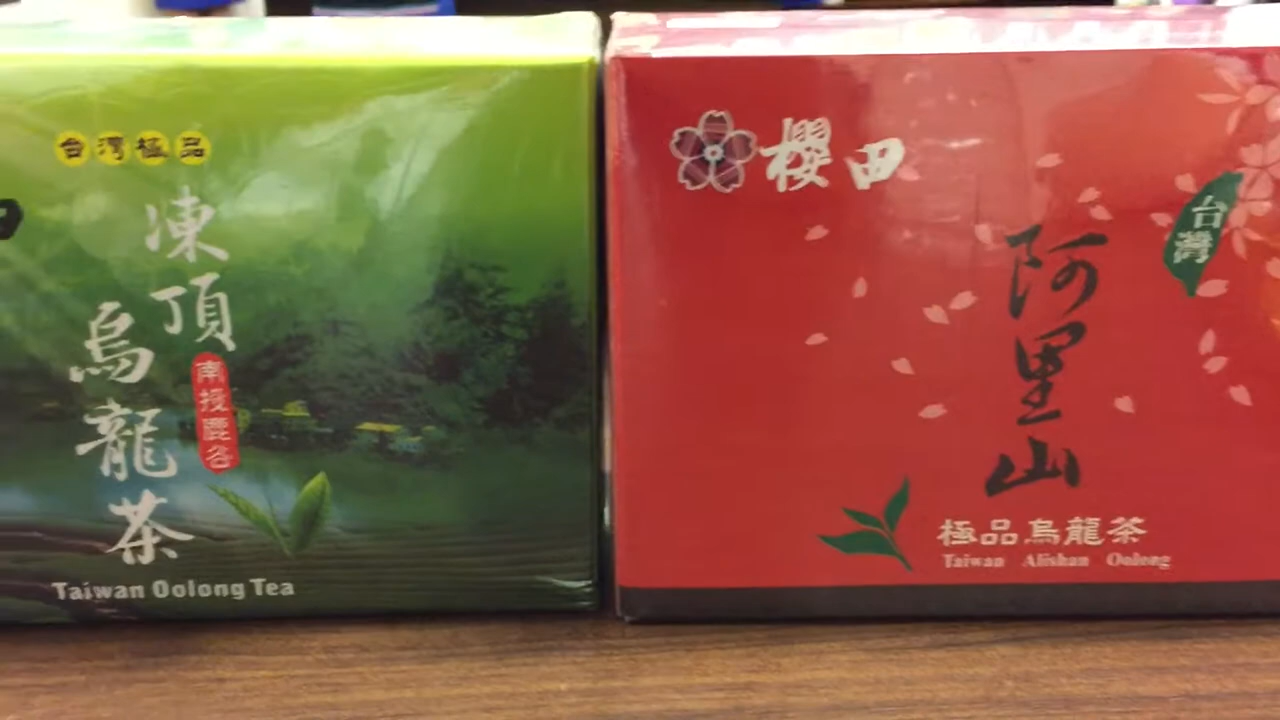 台灣極品
凍頂
烏龍茶
南投鹿谷
Taiwan Oolong Tea
櫻田
台灣
阿里山
極品烏龍茶
Taiwan Alishan Oolong